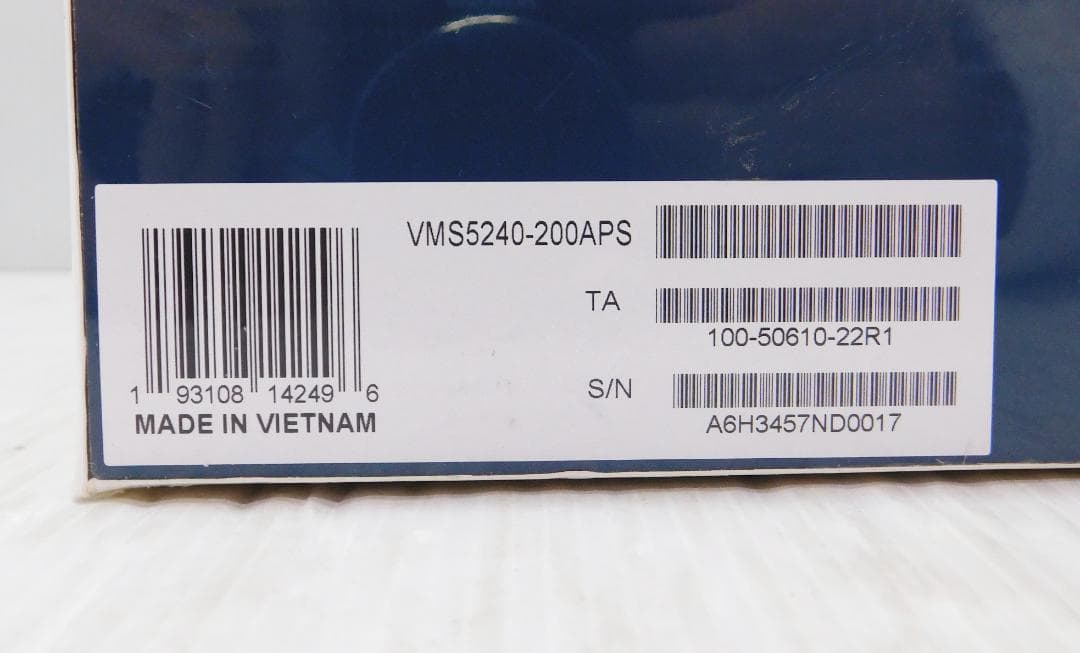 VMS5240-200APS
TA
100-50610-22R1
S/N
A6H3457ND0017
1 93108 14249 6
MADE IN VIETNAM